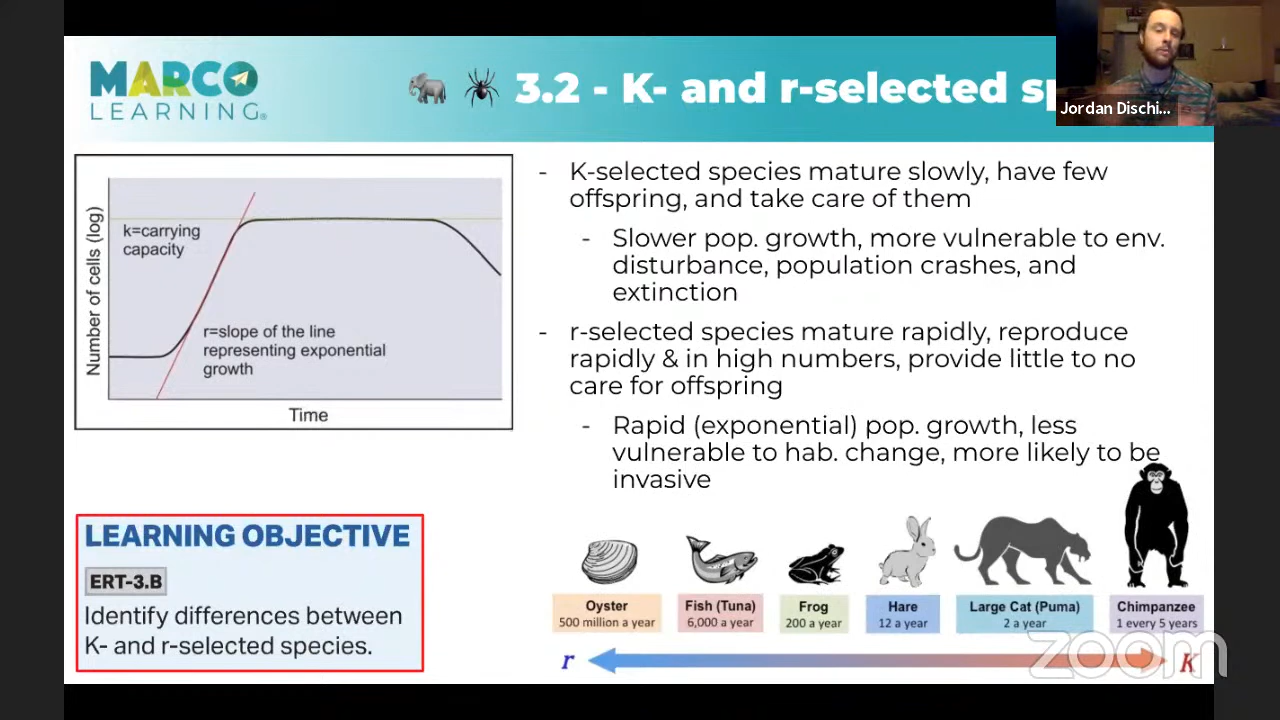 MARCO
LEARNING®
3.2 - K- and r-selected
Jordan Dischi...
k=carrying
capacity
r=slope of the line
representing exponential
growth
Number of cells (log)
Time
- K-selected species mature slowly, have few
offspring, and take care of them
- Slower pop. growth, more vulnerable to env.
disturbance, population crashes, and
extinction
- r-selected species mature rapidly, reproduce
rapidly & in high numbers, provide little to no
care for offspring
- Rapid (exponential) pop. growth, less
vulnerable to hab. change, more likely to be
invasive
LEARNING OBJECTIVE
ERT-3.B
Identify differences between
K- and r-selected species.
Oyster
500 million a year
Fish (Tuna)
6,000 a year
Frog
200 a year
Hare
12 a year
Large Cat (Puma)
2 a year
Chimpanzee
1 every 5 years
r
K
zoom